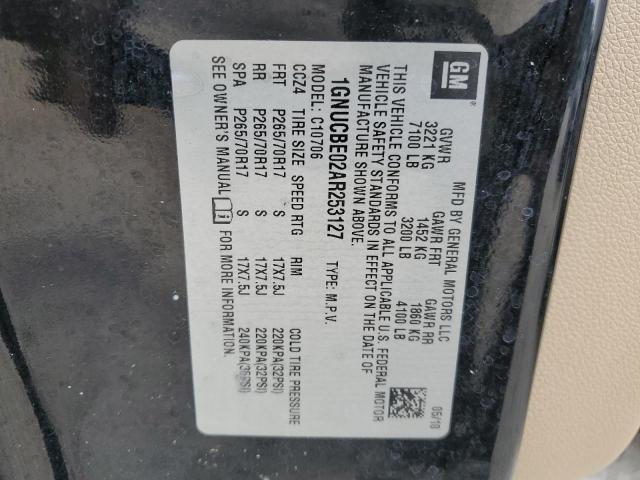 GM
MFD BY GENERAL MOTORS LLC 05/10
GVWR GAWR FRT GAWR RR
3221 KG 1452 KG 1860 KG
7100 LB 3200 LB 4100 LB
THIS VEHICLE CONFORMS TO ALL APPLICABLE U.S. FEDERAL MOTOR
VEHICLE SAFETY STANDARDS IN EFFECT ON THE DATE OF
MANUFACTURE SHOWN ABOVE.
1GNUCBE02AR253127 TYPE: M.P.V.
MODEL: C10706
CCZ4 TIRE SIZE SPEED RTG RIM COLD TIRE PRESSURE
FRT P265/70R17 S 17X7.5J 220KPA(32PSI)
RR P265/70R17 S 17X7.5J 220KPA(32PSI)
SPA P265/70R17 S 17X7.5J 240KPA(35PSI)
SEE OWNER'S MANUAL FOR MORE INFORMATION.